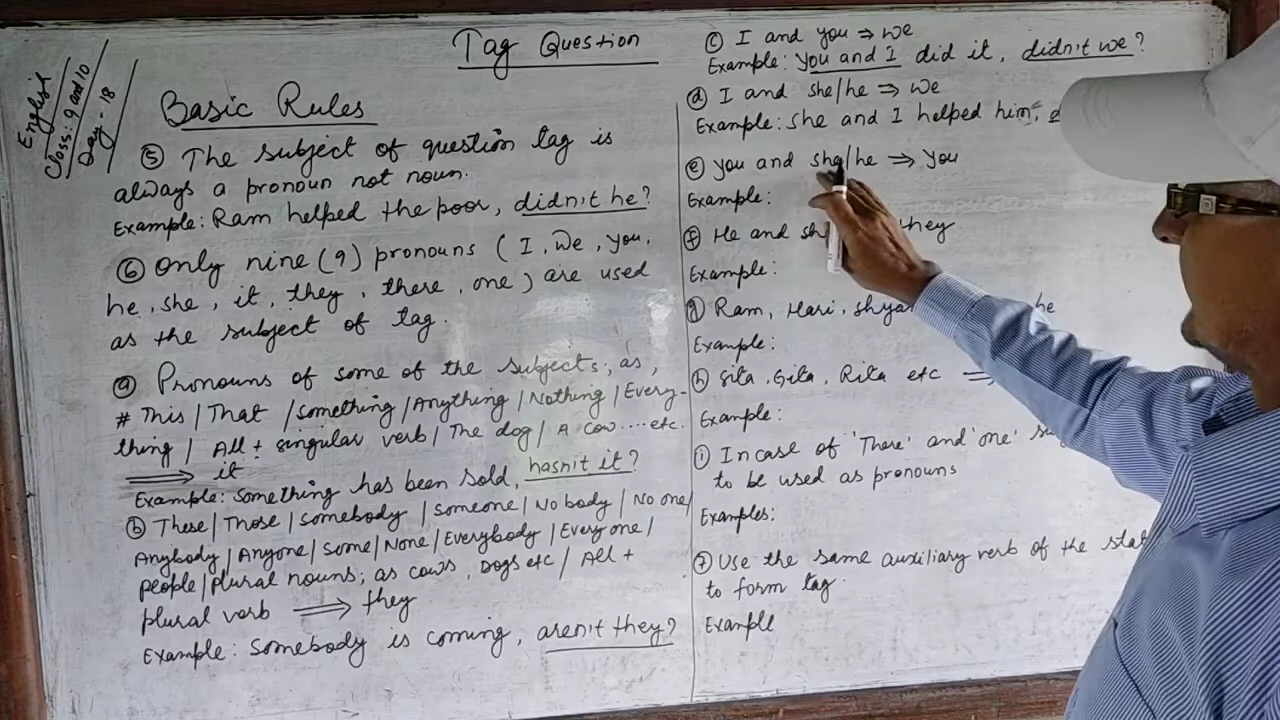 Tag Question
English
Class: 9 and 10
Day - 18
Basic Rules
⑤ The subject of question tag is
always a pronoun not noun.
Example: Ram helped the poor, didn't he?
⑥ Only nine (9) pronouns (I, we, you,
he, she, it, they, there, one) are used
as the subject of tag.
ⓐ Pronouns of some of the subjects; as,
# This / That / something / Anything / Nothing / Every-
thing / All + singular verb / The dog / A cow .... etc.
⟹ it
Example: something has been sold, hasn't it?
ⓑ These / Those / somebody / someone / No body / No one /
Anybody / Anyone / some / None / Everybody / Every one /
people / plural nouns; as cows, Dogs etc / All +
plural verb ⟹ they
Example: somebody is coming, aren't they?
ⓒ I and you ⇒ we
Example: you and I did it, didn't we?
ⓓ I and she/he ⇒ we
Example: she and I helped him,
ⓔ you and she/he ⇒ you
Example:
ⓕ He and they
Example:
ⓖ Ram, Hari, he
Example:
ⓗ Sita, Gita, Rita etc ⇒
Example:
ⓘ In case of 'There' and 'one'
to be used as pronouns
Examples:
⑦ Use the same auxiliary verb of the
to form tag.
Example